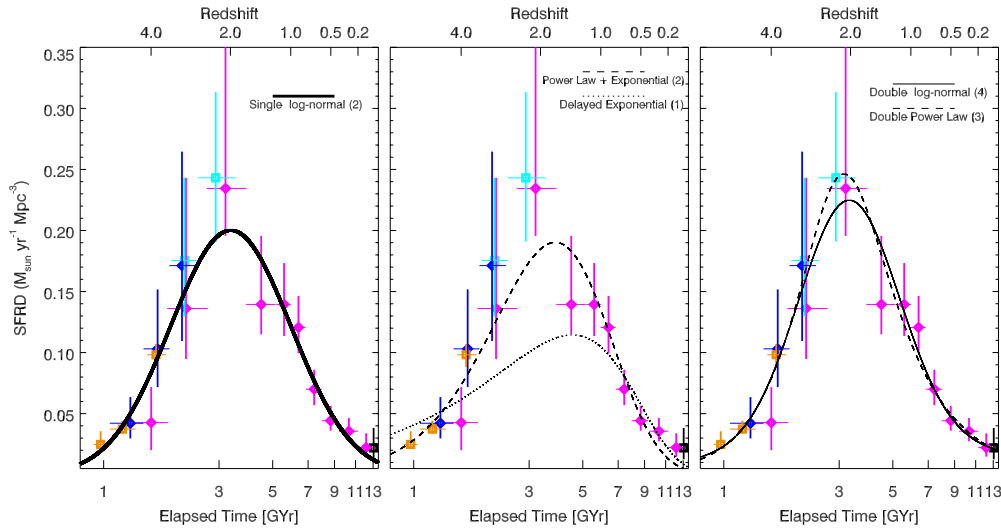 Redshift Redshift Redshift
4.0 2.0 1.0 0.5 0.2 4.0 2.0 1.0 0.5 0.2 4.0 2.0 1.0 0.5 0.2
0.35
0.30
0.25
0.20
0.15
0.10
0.05
SFRD (M_sun yr^-1 Mpc^-3)
Single log-normal (2)
Power Law + Exponential (2)
Delayed Exponential (1)
Double log-normal (4)
Double Power Law (3)
1 3 5 7 9 11 13 1 3 5 7 9 11 13 1 3 5 7 9 11 13
Elapsed Time [GYr] Elapsed Time [GYr] Elapsed Time [GYr]